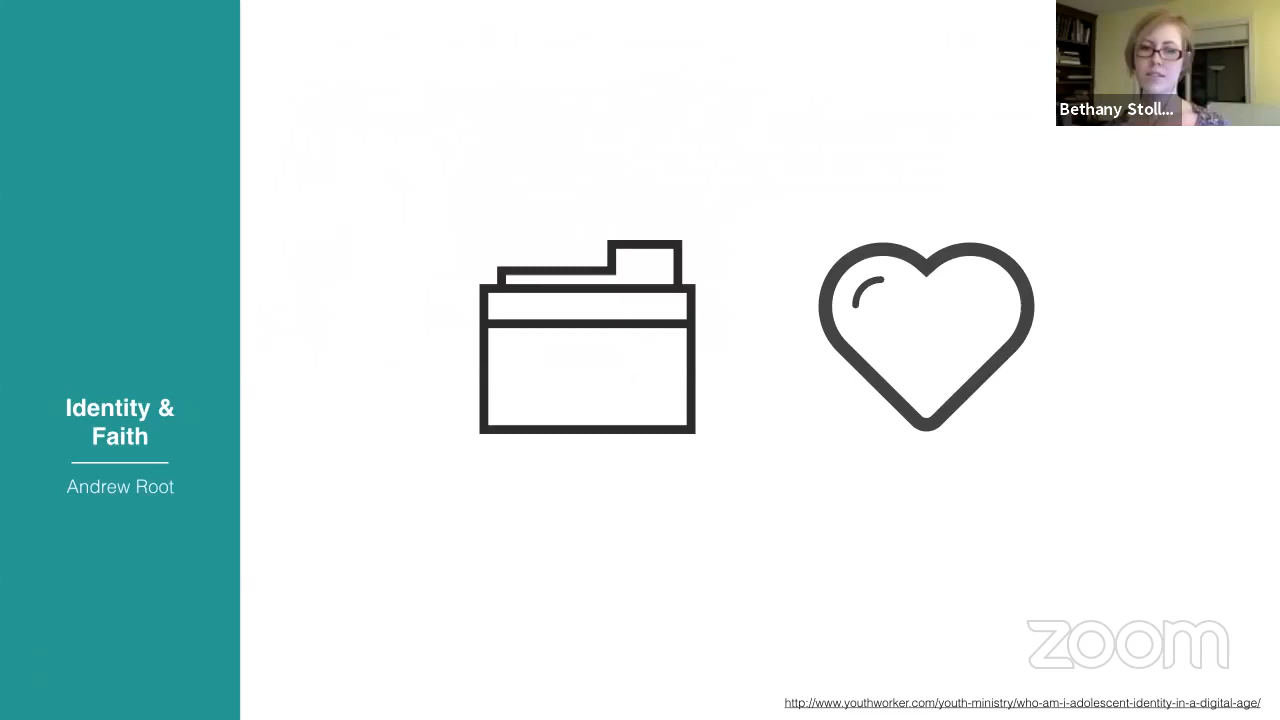 Bethany Stoll...
Identity &
Faith
Andrew Root
zoom
http://www.youthworker.com/youth-ministry/who-am-i-adolescent-identity-in-a-digital-age/